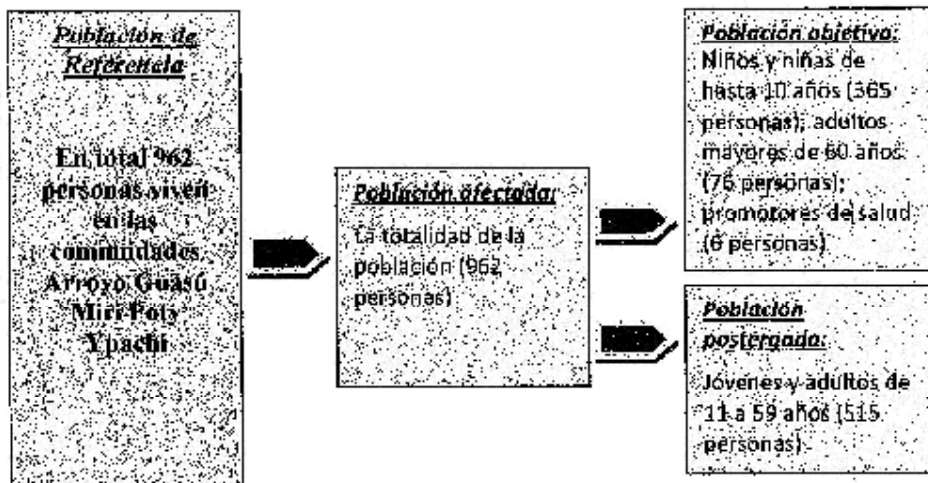 Población de
Referencia
En total 962
personas viven
en las
comunidades
Arroyo Guasú
Miri Poty
Ypachi
Población afectada:
La totalidad de la
población (962
personas)
Población objetivo:
Niños y niñas de
hasta 10 años (365
personas); adultos
mayores de 60 años
(76 personas);
promotores de salud
(6 personas)
Población
postergada:
Jóvenes y adultos de
11 a 59 años (515
personas)